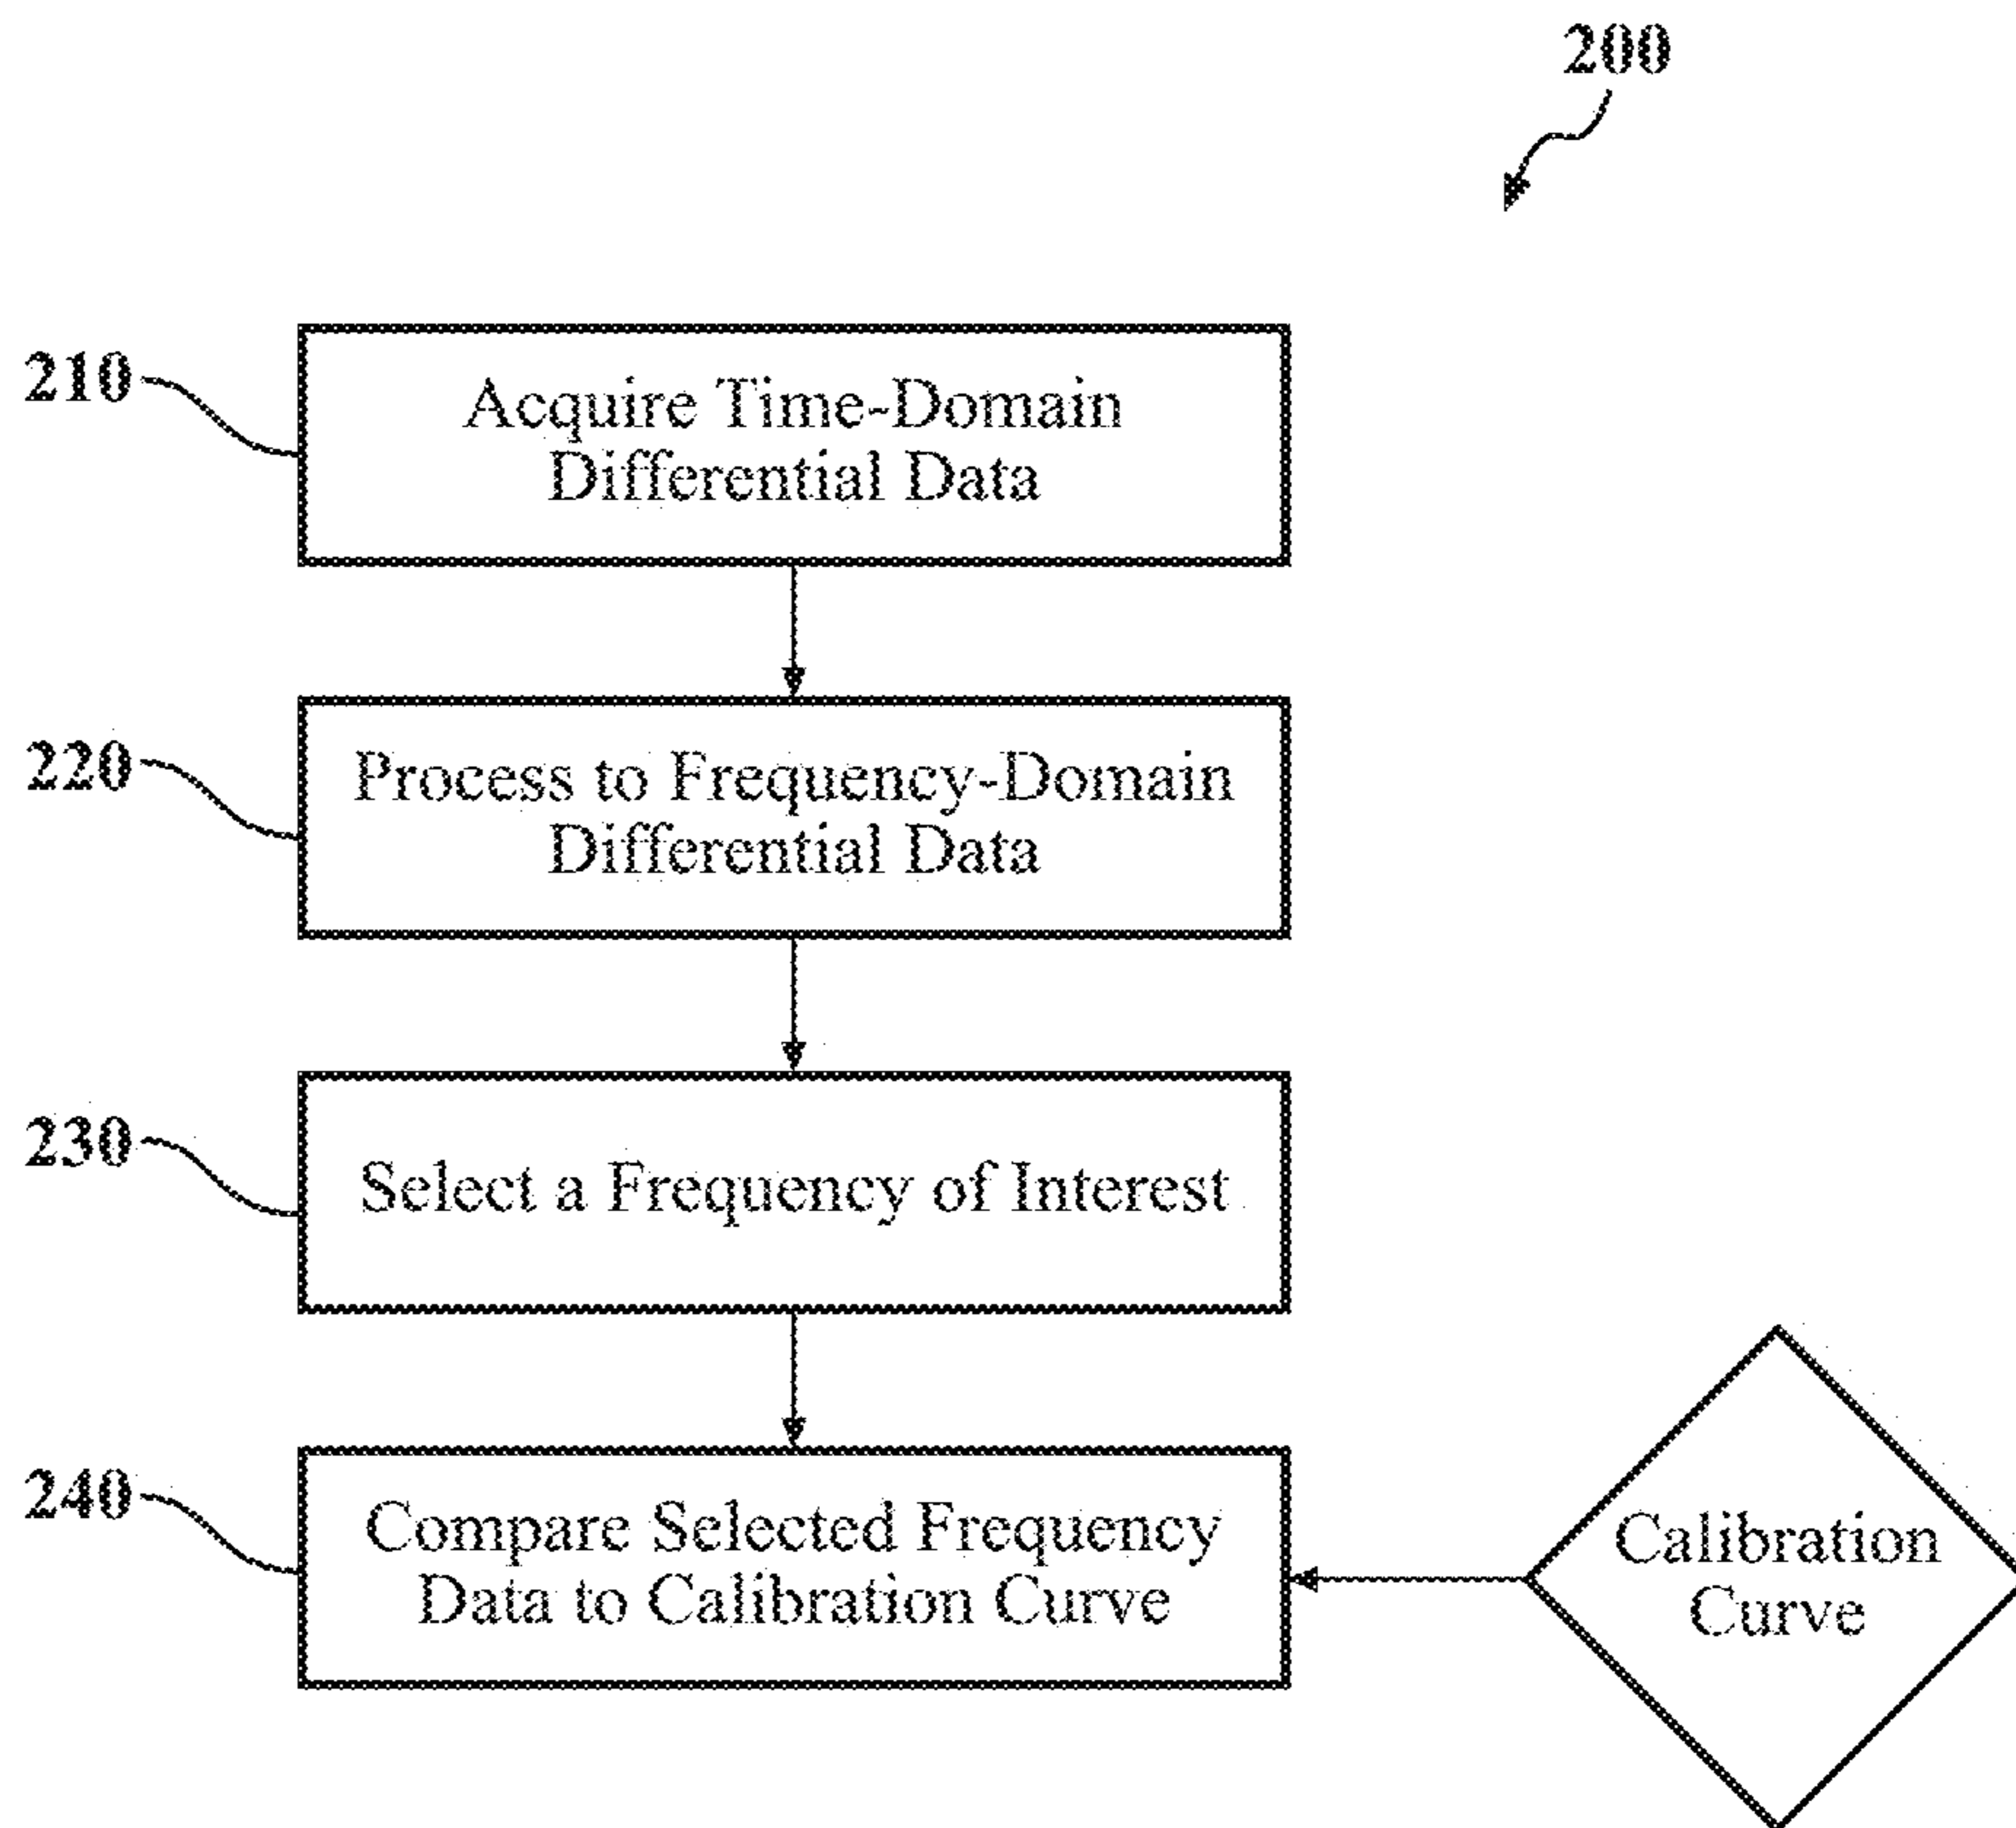 200
210
Acquire Time-Domain
Differential Data
220
Process to Frequency-Domain
Differential Data
230
Select a Frequency of Interest
240
Compare Selected Frequency
Data to Calibration Curve
Calibration
Curve